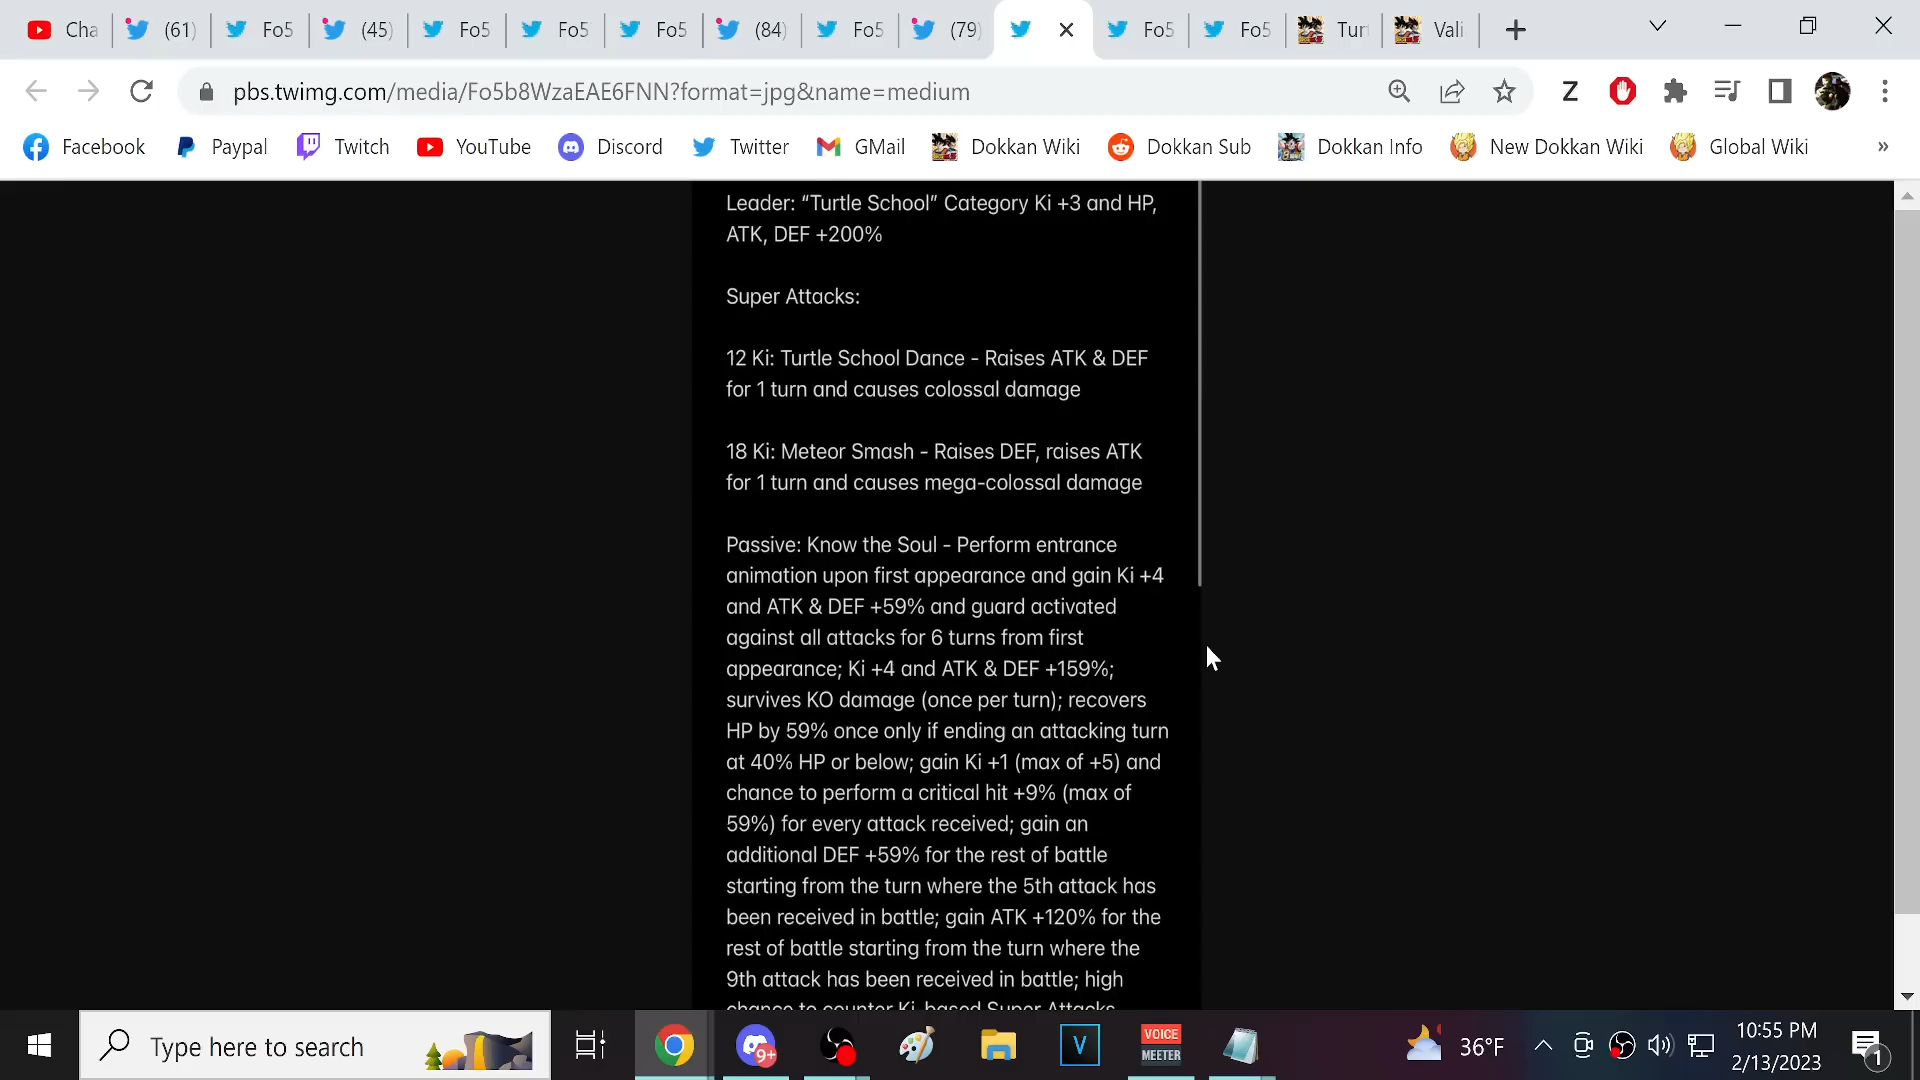 Cha
(61)
Fo5
(45)
Fo5
Fo5
Fo5
(84)
Fo5
(79)
Fo5
Fo5
Tur
Vali
pbs.twimg.com/media/Fo5b8WzaEAE6FNN?format=jpg&name=medium
Facebook
Paypal
Twitch
YouTube
Discord
Twitter
GMail
Dokkan Wiki
Dokkan Sub
Dokkan Info
New Dokkan Wiki
Global Wiki
»
Leader: “Turtle School” Category Ki +3 and HP,
ATK, DEF +200%
Super Attacks:
12 Ki: Turtle School Dance - Raises ATK & DEF
for 1 turn and causes colossal damage
18 Ki: Meteor Smash - Raises DEF, raises ATK
for 1 turn and causes mega-colossal damage
Passive: Know the Soul - Perform entrance
animation upon first appearance and gain Ki +4
and ATK & DEF +59% and guard activated
against all attacks for 6 turns from first
appearance; Ki +4 and ATK & DEF +159%;
survives KO damage (once per turn); recovers
HP by 59% once only if ending an attacking turn
at 40% HP or below; gain Ki +1 (max of +5) and
chance to perform a critical hit +9% (max of
59%) for every attack received; gain an
additional DEF +59% for the rest of battle
starting from the turn where the 5th attack has
been received in battle; gain ATK +120% for the
rest of battle starting from the turn where the
9th attack has been received in battle; high
chance to counter Ki-based Super Attacks
Type here to search
9+
V
VOICE
MEETER
36°F
10:55 PM
2/13/2023
1